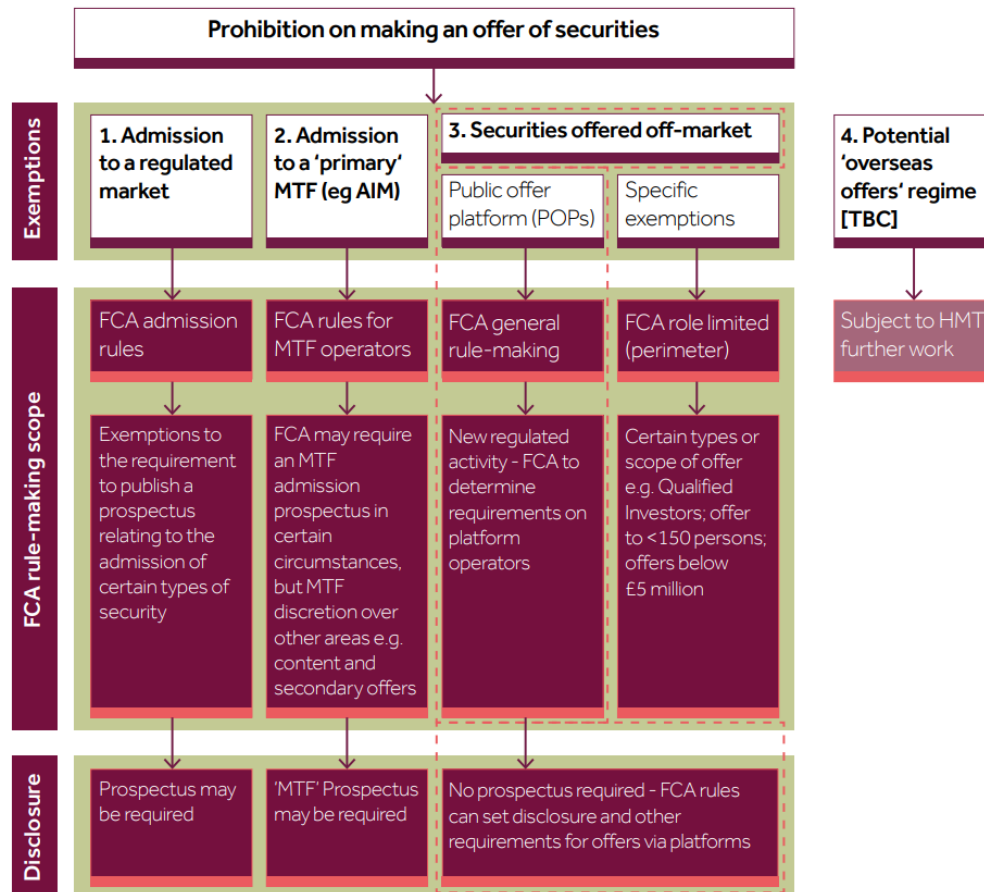 Prohibition on making an offer of securities
Exemptions
1. Admission
to a regulated
market
2. Admission
to a ‘primary‘
MTF (eg AIM)
3. Securities offered off-market
Public offer
platform (POPs)
Specific
exemptions
4. Potential
‘overseas
offers‘ regime
[TBC]
FCA rule-making scope
FCA admission
rules
FCA rules for
MTF operators
FCA general
rule-making
FCA role limited
(perimeter)
Subject to HMT
further work
Exemptions to
the requirement
to publish a
prospectus
relating to the
admission of
certain types of
security
FCA may require
an MTF
admission
prospectus in
certain
circumstances,
but MTF
discretion over
other areas e.g.
content and
secondary offers
New regulated
activity - FCA to
determine
requirements on
platform
operators
Certain types or
scope of offer
e.g. Qualified
Investors; offer
to <150 persons;
offers below
£5 million
Disclosure
Prospectus may
be required
‘MTF’ Prospectus
may be required
No prospectus required - FCA rules
can set disclosure and other
requirements for offers via platforms